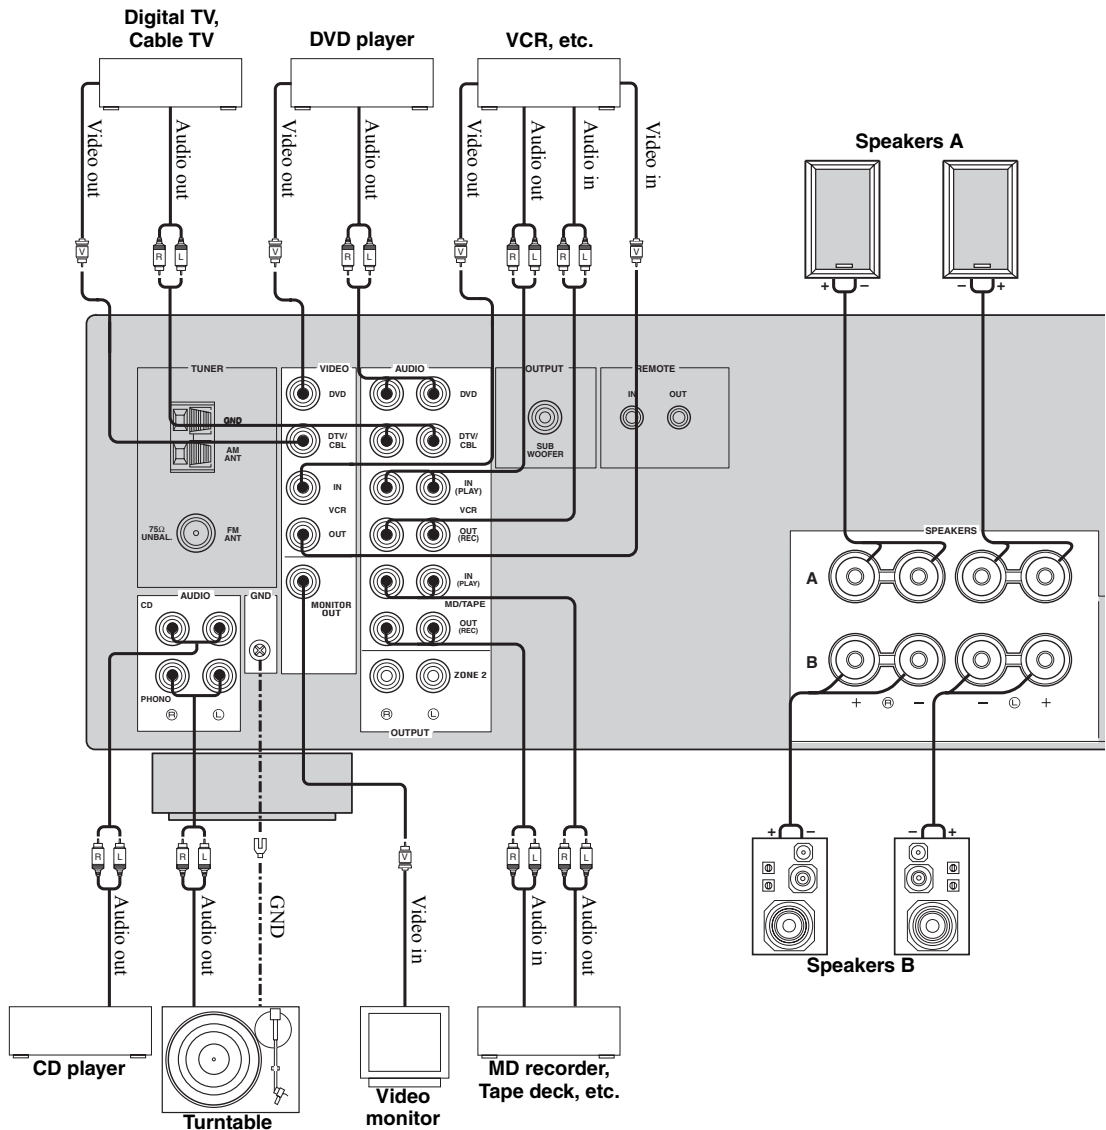 Digital TV,
Cable TV
DVD player
VCR, etc.
Video out
Audio out
Video out
Audio out
Video out
Audio out
Audio in
Video in
V
R
L
V
R
L
V
R
L
R
L
V
Speakers A
+
−
−
+
TUNER
GND
AM
ANT
75Ω
UNBAL.
FM
ANT
VIDEO
DVD
DTV/
CBL
IN
VCR
OUT
MONITOR
OUT
AUDIO
DVD
DTV/
CBL
IN
(PLAY)
VCR
OUT
(REC)
IN
(PLAY)
MD/TAPE
OUT
(REC)
ZONE 2
R
L
OUTPUT
OUTPUT
SUB
WOOFER
REMOTE
IN
OUT
AUDIO
CD
PHONO
R
L
GND
SPEAKERS
A
B
+
R
−
−
L
+
R
L
R
L
V
R
L
R
L
+
−
−
+
Audio out
Audio out
GND
Video in
Audio in
Audio out
Speakers B
CD player
Turntable
Video
monitor
MD recorder,
Tape deck, etc.